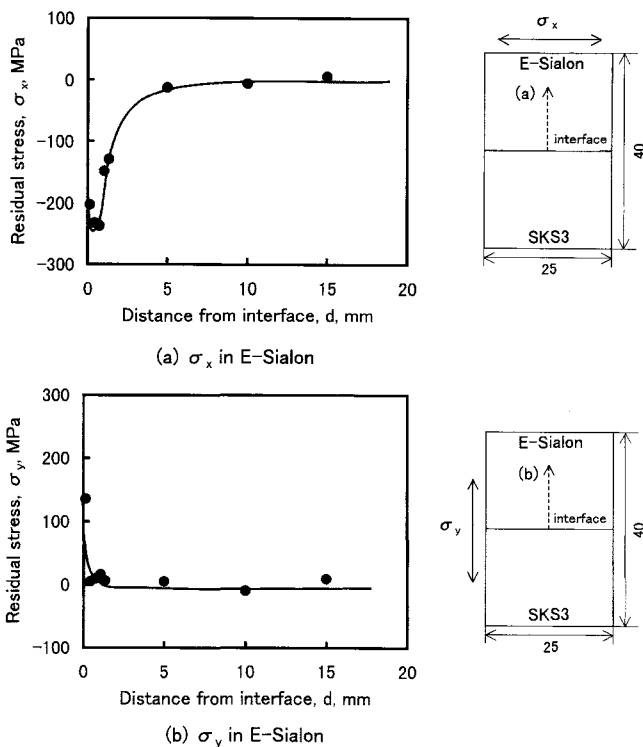 100
0
−100
−200
−300
Residual stress, σx, MPa
0
5
10
15
20
Distance from interface, d, mm
(a) σx in E-Sialon
σx
E-Sialon
(a)
interface
SKS3
40
25
300
200
100
0
−100
Residual stress, σy, MPa
0
5
10
15
20
Distance from interface, d, mm
(b) σy in E-Sialon
E-Sialon
(b)
interface
σy
SKS3
40
25